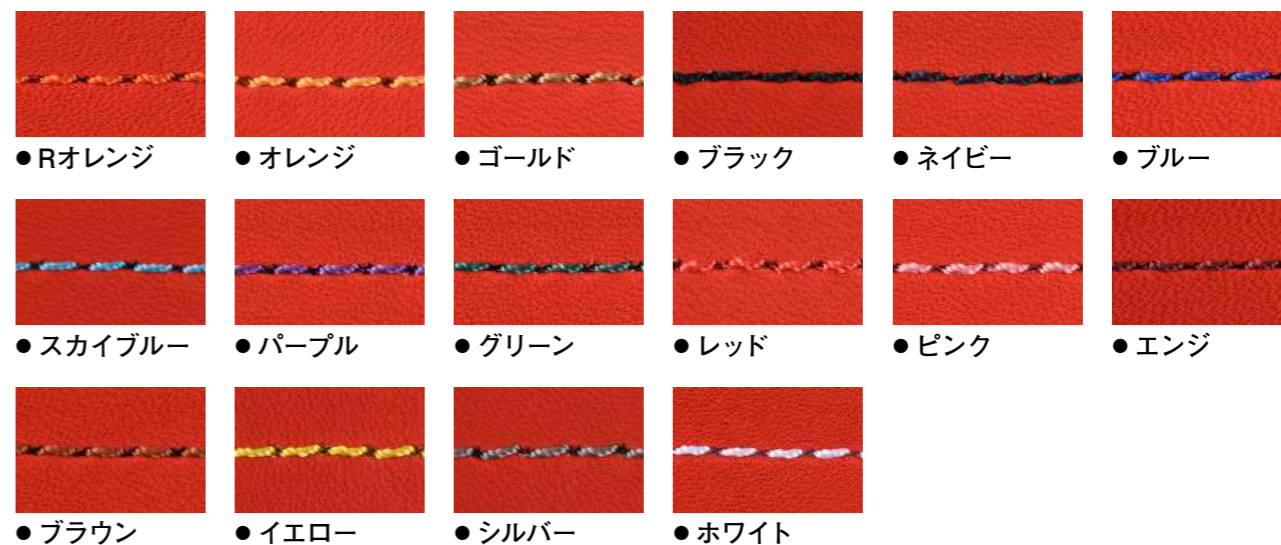 ● Rオレンジ
● オレンジ
● ゴールド
● ブラック
● ネイビー
● ブルー
● スカイブルー
● パープル
● グリーン
● レッド
● ピンク
● エンジ
● ブラウン
● イエロー
● シルバー
● ホワイト